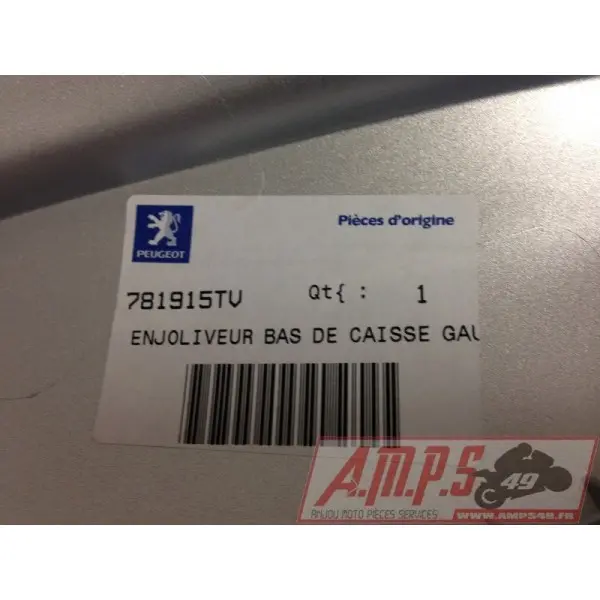 PEUGEOT
Pièces d'origine
781915TV Qt{ : 1
ENJOLIVEUR BAS DE CAISSE GAU
A.M.P.S 49
ANJOU MOTO PIÈCES SERVICES
WWW.AMPS49.FR